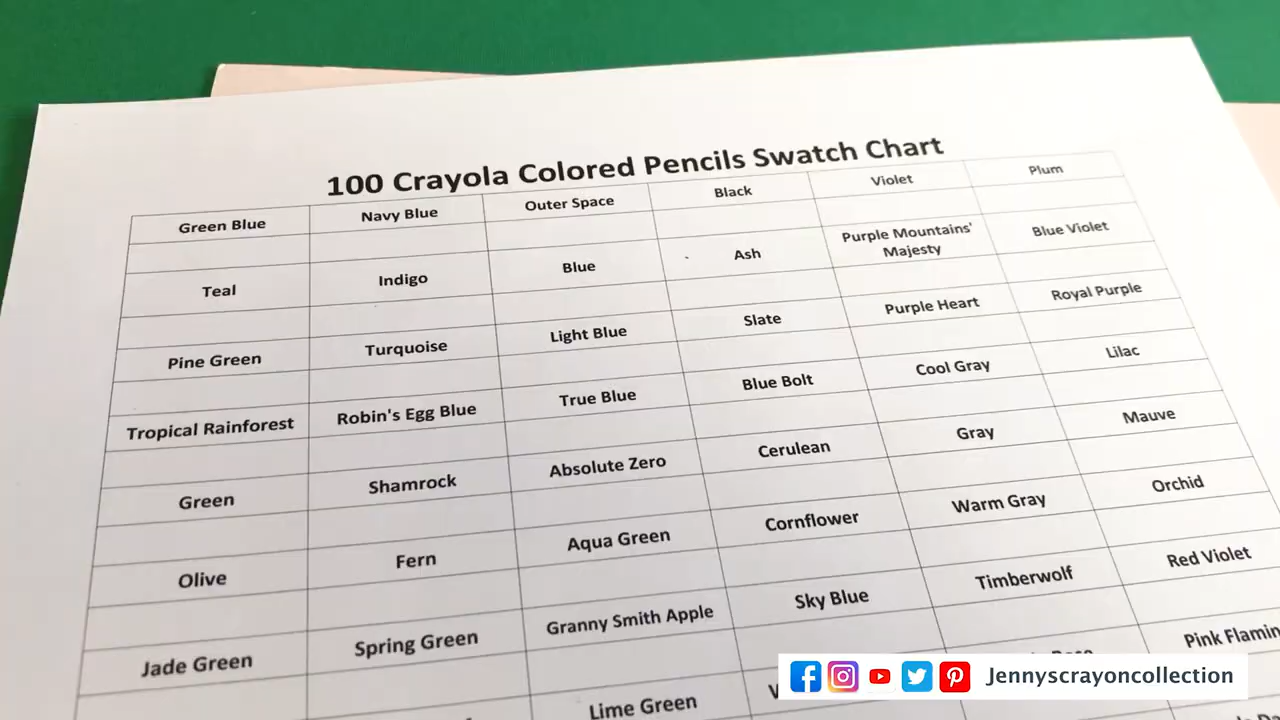 100 Crayola Colored Pencils Swatch Chart
Green Blue Navy Blue Outer Space Black Violet Plum
Teal Indigo Blue Ash Purple Mountains'
Majesty Blue Violet
Pine Green Turquoise Light Blue Slate Purple Heart Royal Purple
Tropical Rainforest Robin's Egg Blue True Blue Blue Bolt Cool Gray Lilac
Green Shamrock Absolute Zero Cerulean Gray Mauve
Olive Fern Aqua Green Cornflower Warm Gray Orchid
Jade Green Spring Green Granny Smith Apple Sky Blue Timberwolf Red Violet
Lime Green Pink Flamin
Jennyscrayoncollection